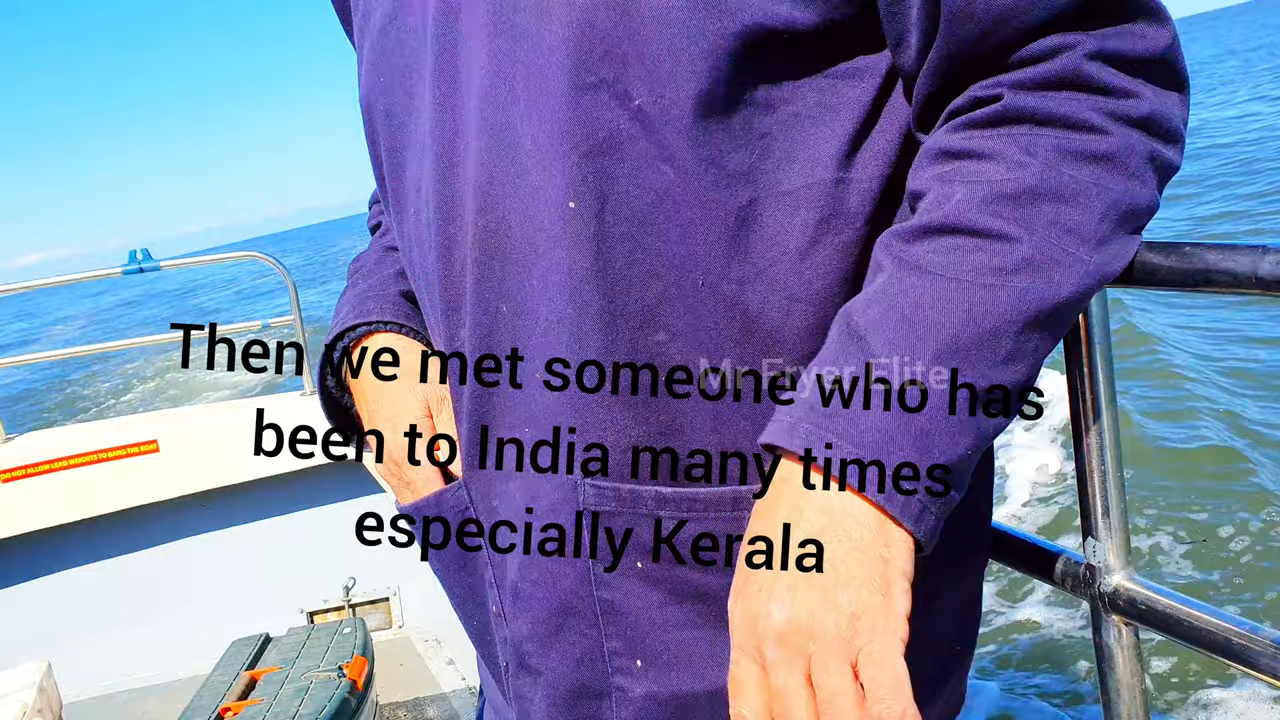 Then we met someone who has
been to India many times
especially Kerala
Mr Fryer Elite
DO NOT ALLOW LEAD WEIGHTS TO BANG THE BOAT